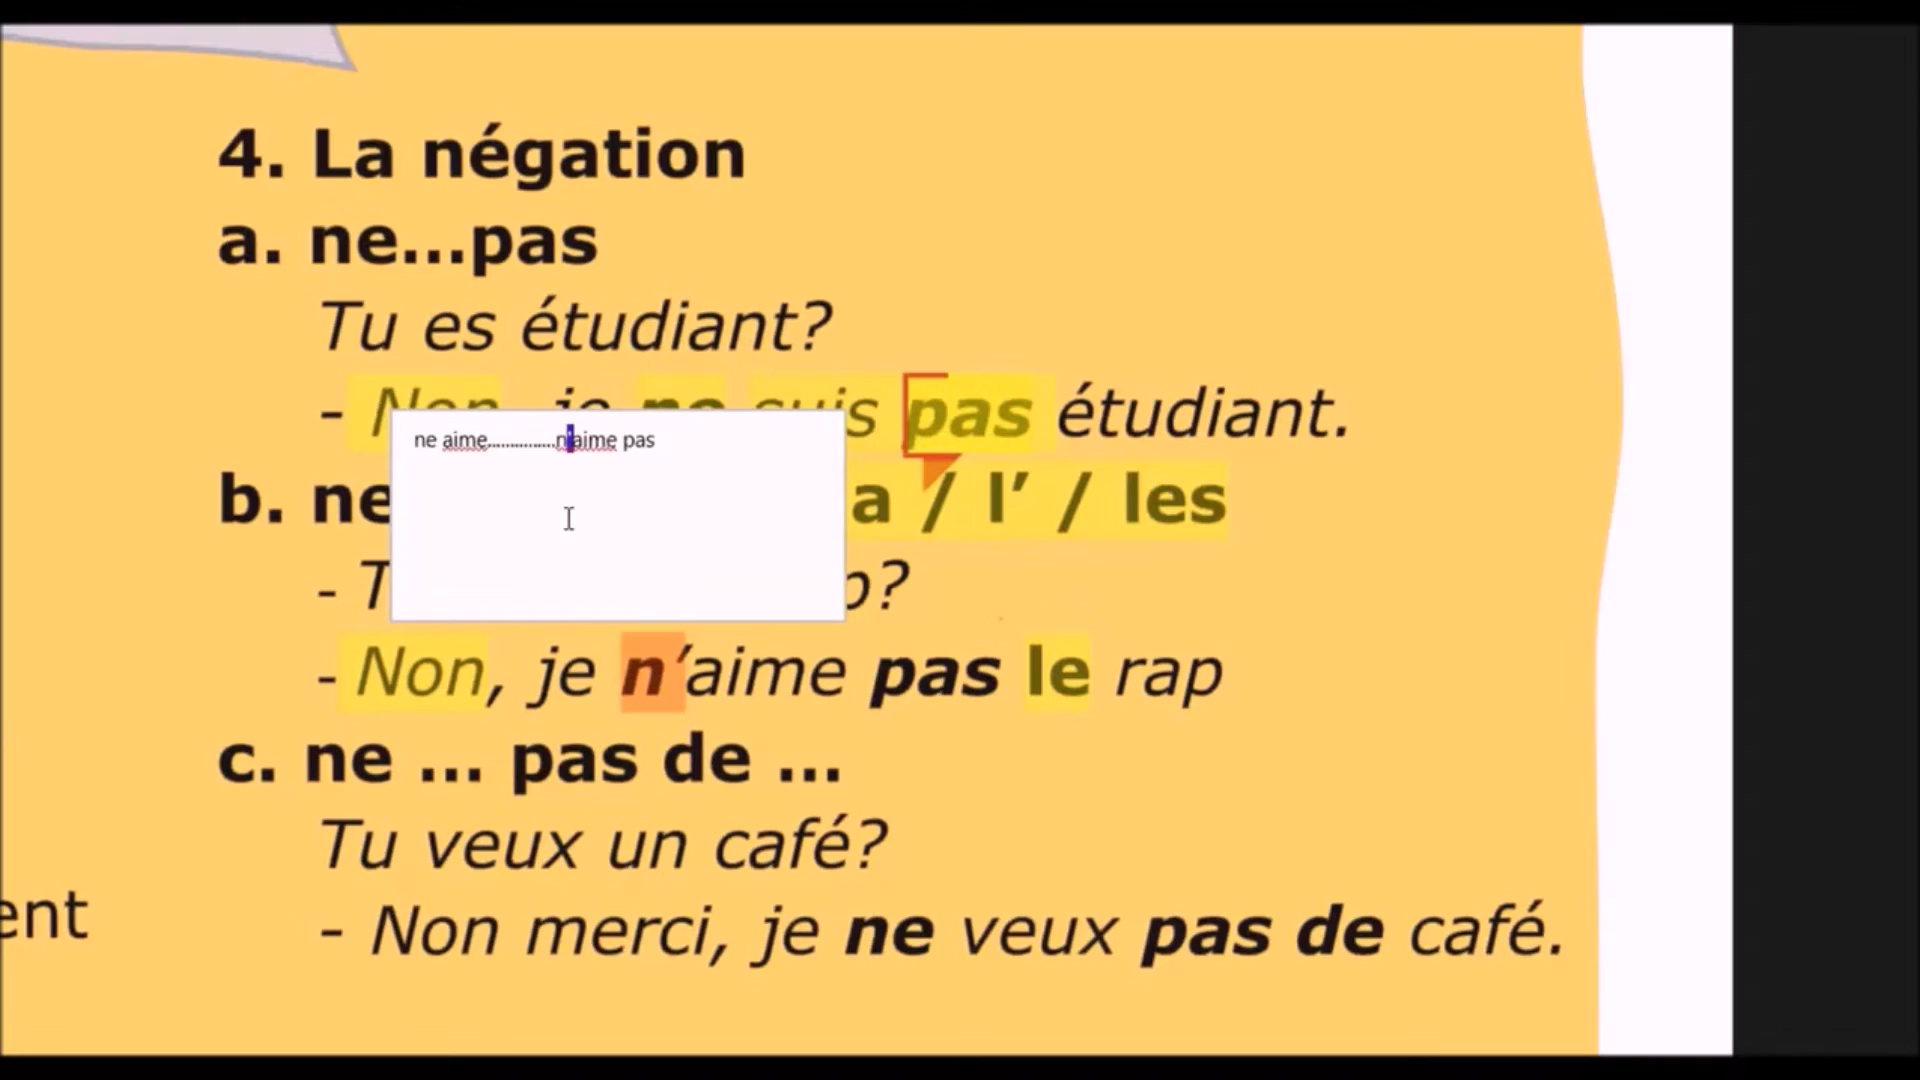 4. La négation
a. ne...pas
Tu es étudiant?
- Non, je ne suis pas étudiant.
ne aime...............n'aime pas
b. ne a / l’ / les
- T p?
- Non, je n’aime pas le rap
c. ne ... pas de ...
Tu veux un café?
ent
- Non merci, je ne veux pas de café.